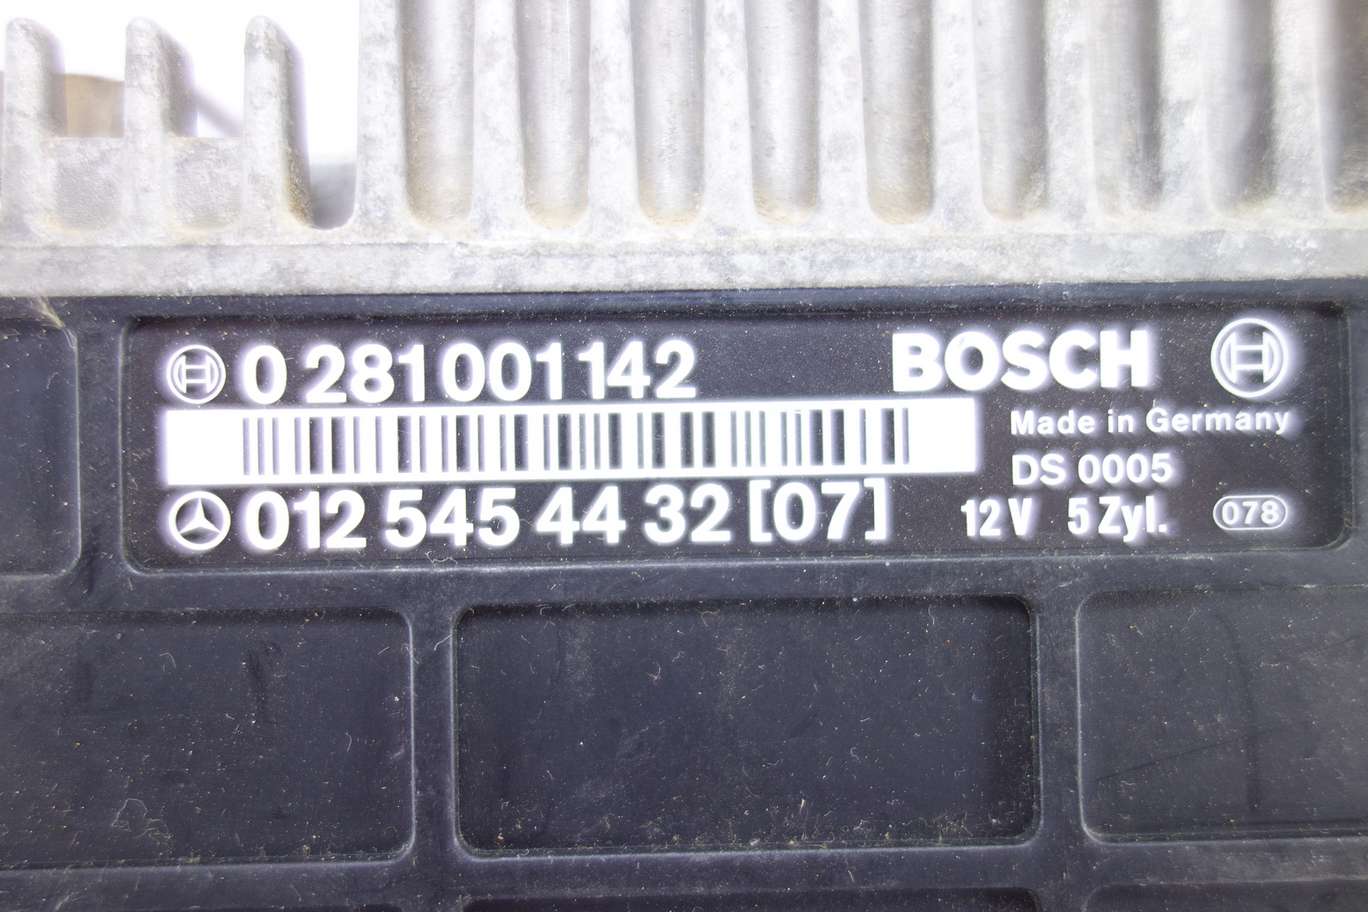 0 281 001 142
BOSCH
Made in Germany
DS 0005
012 545 44 32 [07]
12V 5 Zyl.
078